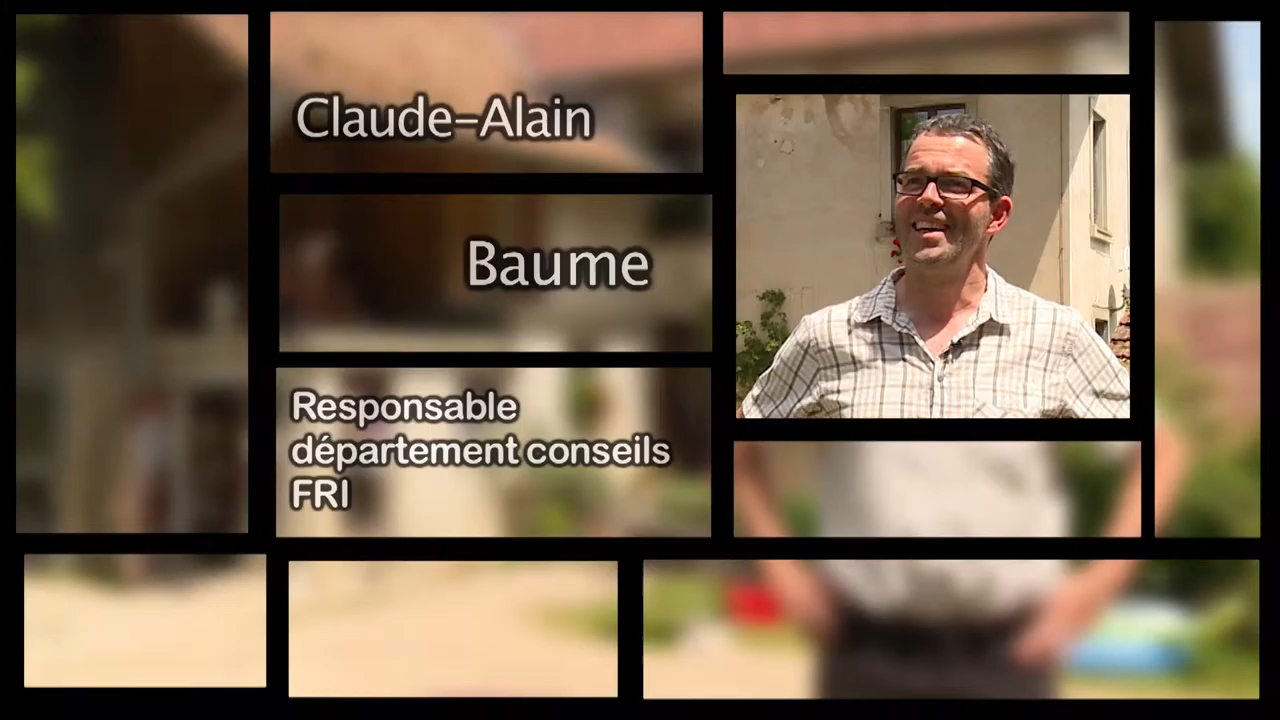 Claude-Alain
Baume
Responsable
département conseils
FRI